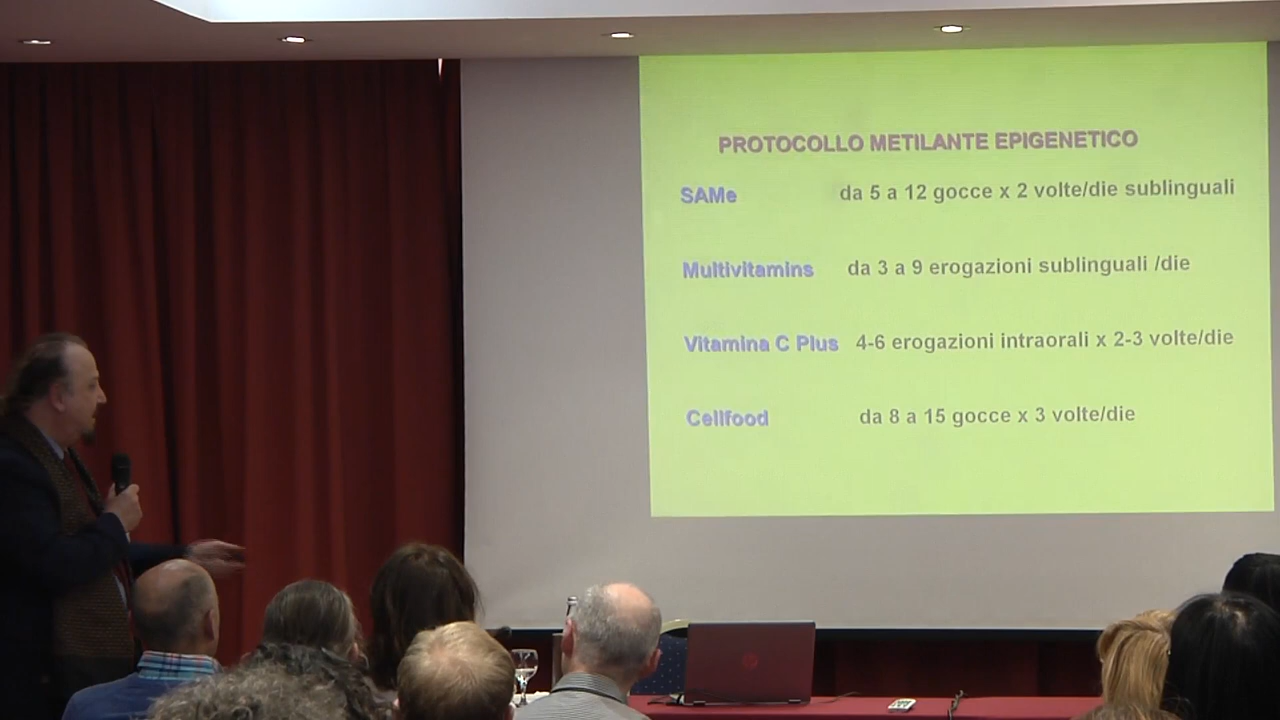 PROTOCOLLO METILANTE EPIGENETICO
SAMe da 5 a 12 gocce x 2 volte/die sublinguali
Multivitamins da 3 a 9 erogazioni sublinguali /die
Vitamina C Plus 4-6 erogazioni intraorali x 2-3 volte/die
Cellfood da 8 a 15 gocce x 3 volte/die